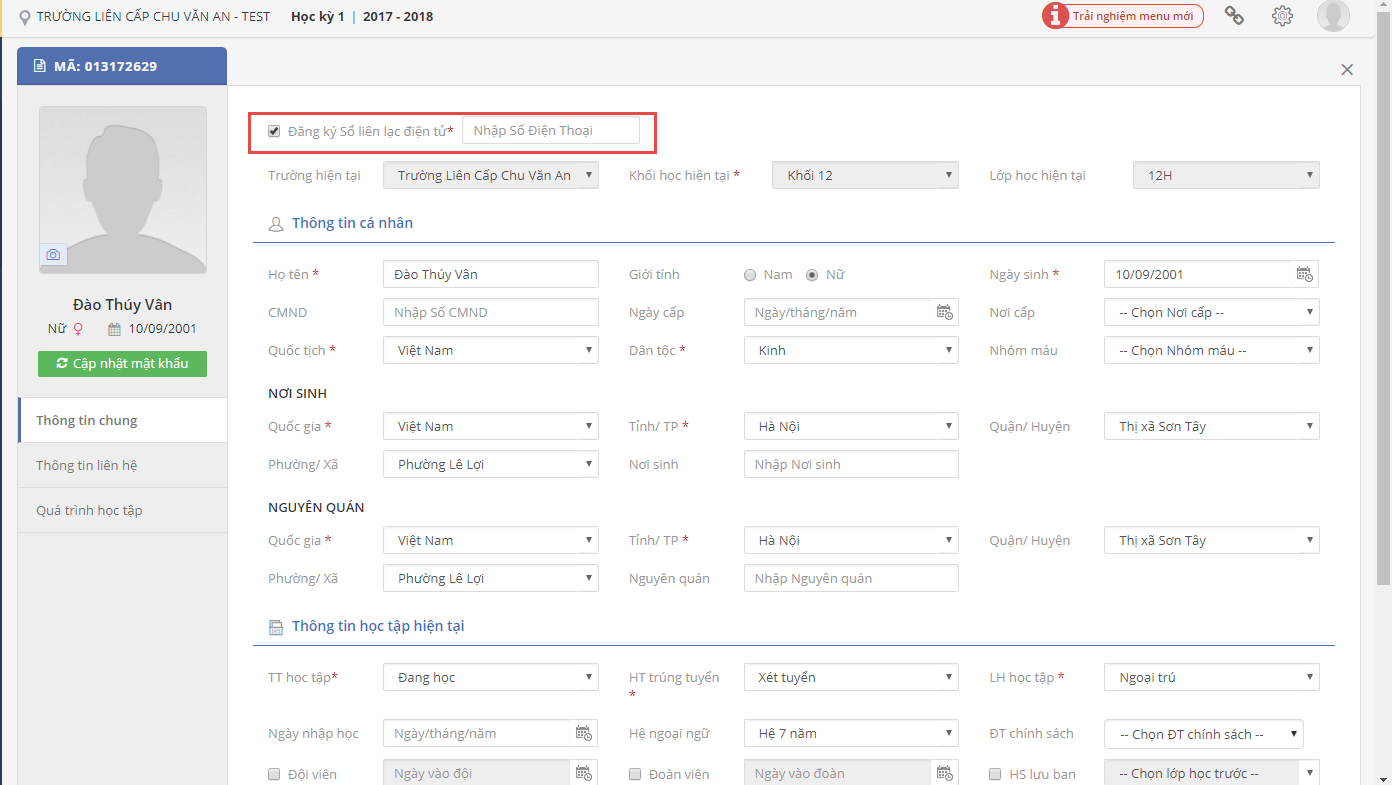 TRƯỜNG LIÊN CẤP CHU VĂN AN - TEST Học kỳ 1 | 2017 - 2018 Trải nghiệm menu mới
MÃ: 013172629
Đăng ký Sổ liên lạc điện tử* Nhập Số Điện Thoại
Trường hiện tại Trường Liên Cấp Chu Văn An Khối học hiện tại * Khối 12 Lớp học hiện tại 12H
Thông tin cá nhân
Họ tên * Đào Thúy Vân Giới tính Nam Nữ Ngày sinh * 10/09/2001
CMND Nhập Số CMND Ngày cấp Ngày/tháng/năm Nơi cấp -- Chọn Nơi cấp --
Quốc tịch * Việt Nam Dân tộc * Kinh Nhóm máu -- Chọn Nhóm máu --
Đào Thúy Vân
Nữ 10/09/2001
Cập nhật mật khẩu
Thông tin chung
Thông tin liên hệ
Quá trình học tập
NƠI SINH
Quốc gia * Việt Nam Tỉnh/ TP * Hà Nội Quận/ Huyện Thị xã Sơn Tây
Phường/ Xã Phường Lê Lợi Nơi sinh Nhập Nơi sinh
NGUYÊN QUÁN
Quốc gia * Việt Nam Tỉnh/ TP * Hà Nội Quận/ Huyện Thị xã Sơn Tây
Phường/ Xã Phường Lê Lợi Nguyên quán Nhập Nguyên quán
Thông tin học tập hiện tại
TT học tập* Đang học HT trúng tuyển * Xét tuyển LH học tập * Ngoại trú
Ngày nhập học Ngày/tháng/năm Hệ ngoại ngữ Hệ 7 năm ĐT chính sách -- Chọn ĐT chính sách --
Đội viên Ngày vào đội Đoàn viên Ngày vào đoàn HS lưu ban -- Chọn lớp học trước --